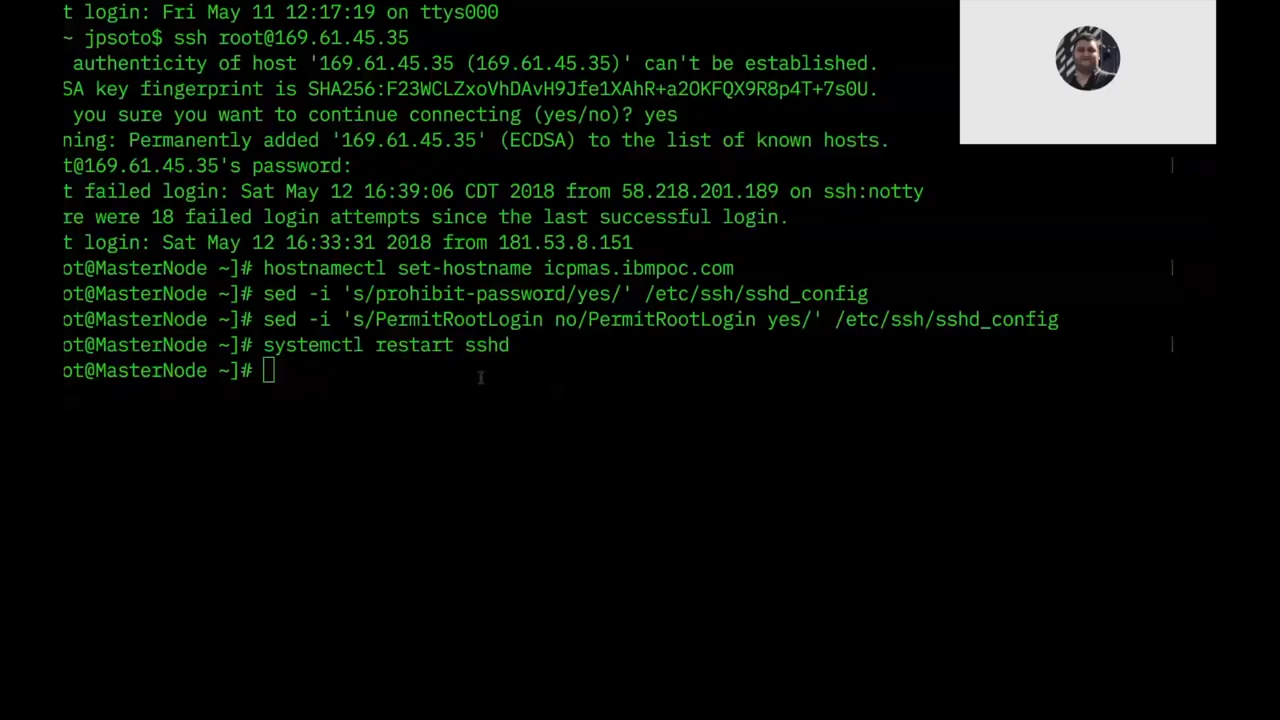 t login: Fri May 11 12:17:19 on ttys000
~ jpsoto$ ssh root@169.61.45.35
authenticity of host '169.61.45.35 (169.61.45.35)' can't be established.
SA key fingerprint is SHA256:F23WCLZxoVhDAvH9Jfe1XAhR+a2OKFQX9R8p4T+7s0U.
you sure you want to continue connecting (yes/no)? yes
ning: Permanently added '169.61.45.35' (ECDSA) to the list of known hosts.
t@169.61.45.35's password:
t failed login: Sat May 12 16:39:06 CDT 2018 from 58.218.201.189 on ssh:notty
re were 18 failed login attempts since the last successful login.
t login: Sat May 12 16:33:31 2018 from 181.53.8.151
ot@MasterNode ~]# hostnamectl set-hostname icpmas.ibmpoc.com
ot@MasterNode ~]# sed -i 's/prohibit-password/yes/' /etc/ssh/sshd_config
ot@MasterNode ~]# sed -i 's/PermitRootLogin no/PermitRootLogin yes/' /etc/ssh/sshd_config
ot@MasterNode ~]# systemctl restart sshd
ot@MasterNode ~]#